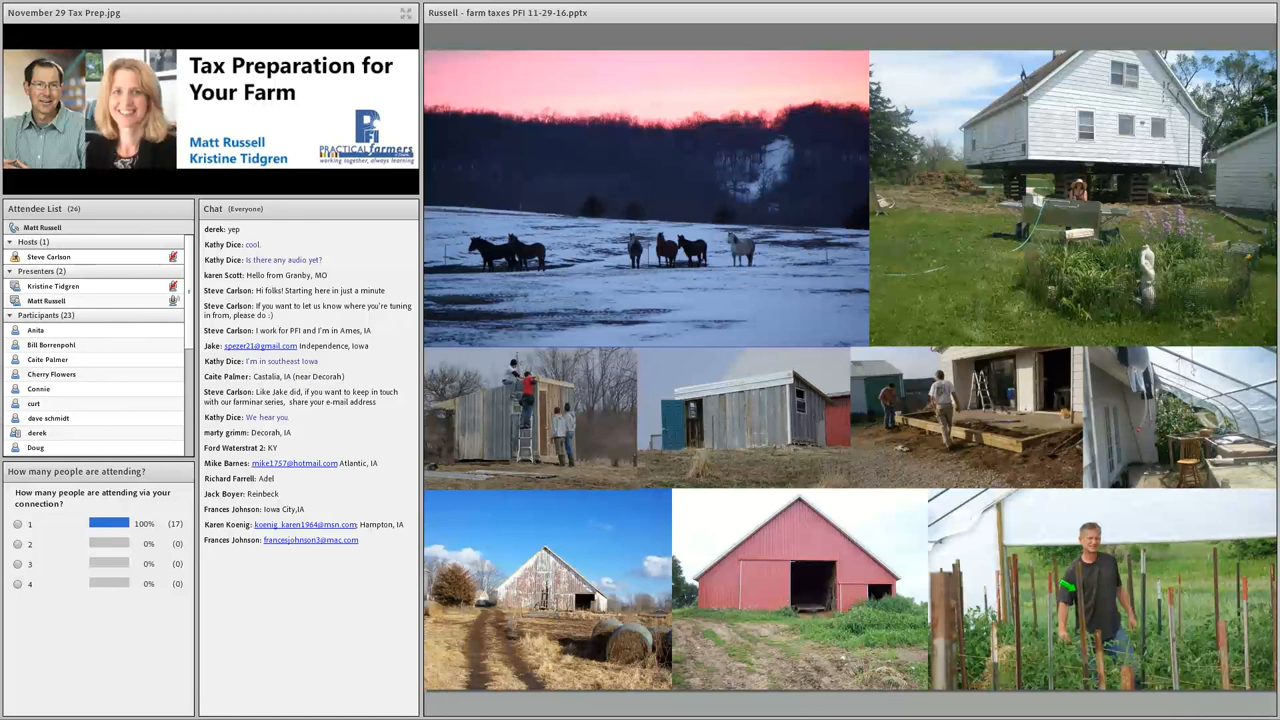 November 29 Tax Prep.jpg
Tax Preparation for
Your Farm
Matt Russell
Kristine Tidgren
PFI
PRACTICAL farmers
working together, always learning
Attendee List (26)
Matt Russell
Hosts (1)
Steve Carlson
Presenters (2)
Kristine Tidgren
Matt Russell
Participants (23)
Anita
Bill Borrenpohl
Caite Palmer
Cherry Flowers
Connie
curt
dave schmidt
derek
Doug
How many people are attending?
How many people are attending via your
connection?
1 100% (17)
2 0% (0)
3 0% (0)
4 0% (0)
Chat (Everyone)
derek: yep
Kathy Dice: cool.
Kathy Dice: Is there any audio yet?
karen Scott: Hello from Granby, MO
Steve Carlson: Hi folks! Starting here in just a minute
Steve Carlson: If you want to let us know where you're tuning
in from, please do :)
Steve Carlson: I work for PFI and I'm in Ames, IA
Jake: spezer21@gmail.com Independence, Iowa
Kathy Dice: I'm in southeast Iowa
Caite Palmer: Castalia, IA (near Decorah)
Steve Carlson: Like Jake did, if you want to keep in touch
with our farminar series, share your e-mail address
Kathy Dice: We hear you.
marty grimm: Decorah, IA
Ford Waterstrat 2: KY
Mike Barnes: mike1757@hotmail.com Atlantic, IA
Richard Farrell: Adel
Jack Boyer: Reinbeck
Frances Johnson: Iowa City,IA
Karen Koenig: koenig_karen1964@msn.com; Hampton, IA
Frances Johnson: francesjohnson3@mac.com
Russell - farm taxes PFI 11-29-16.pptx